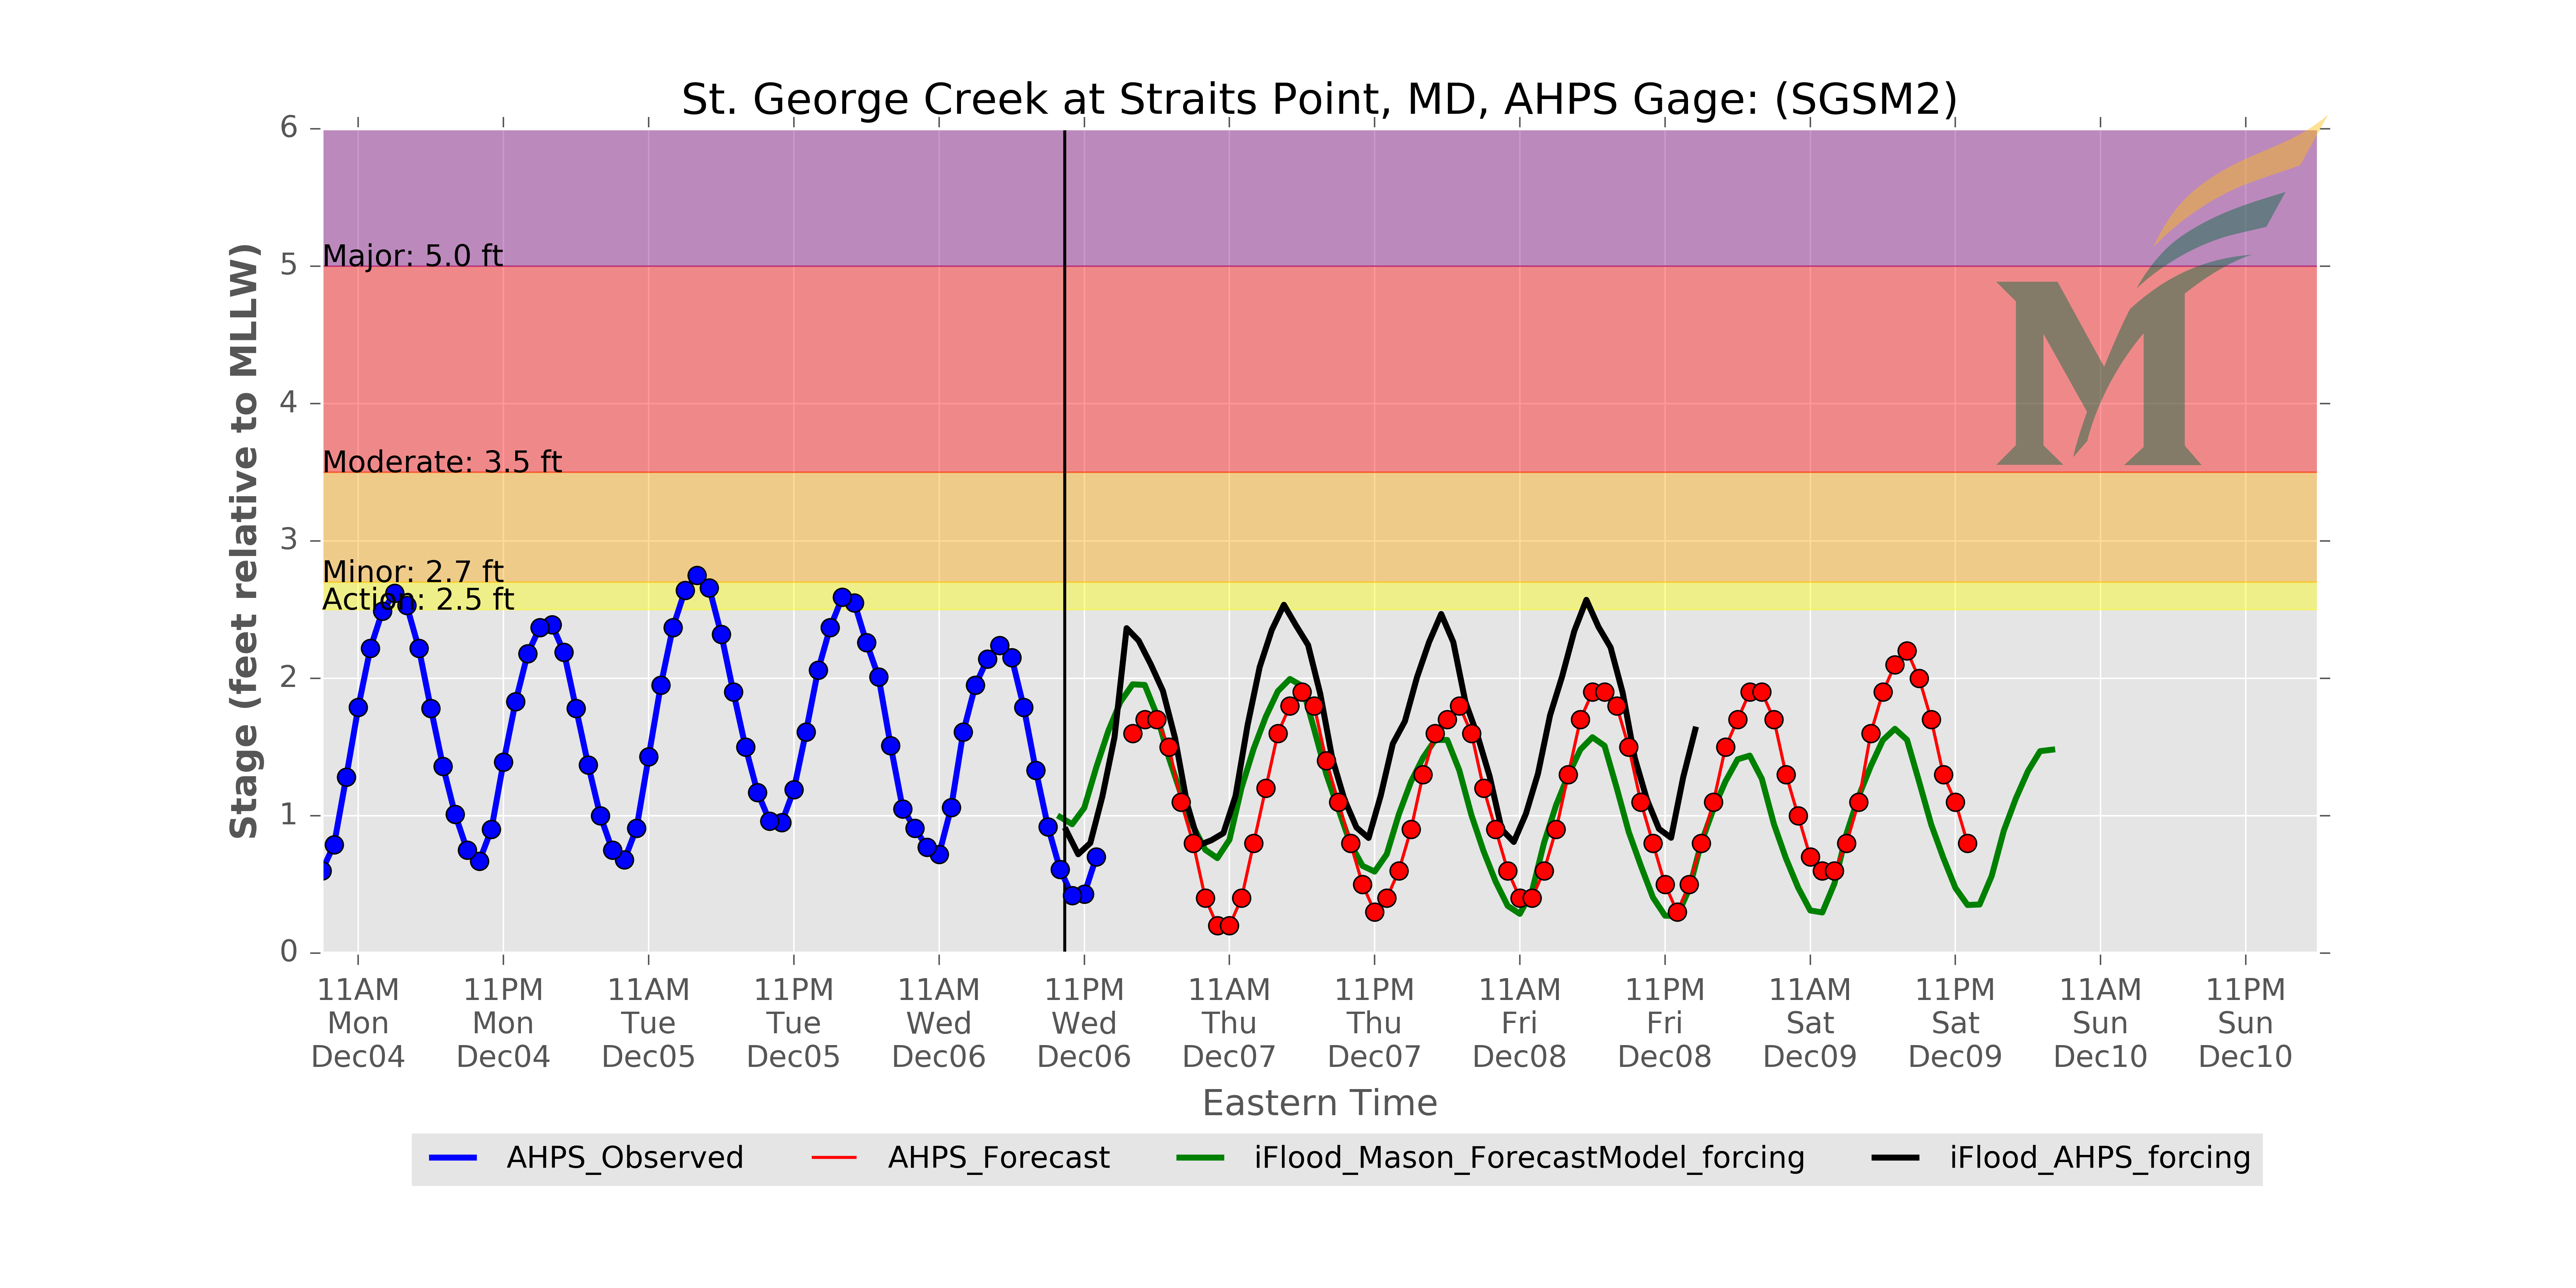 St. George Creek at Straits Point, MD, AHPS Gage: (SGSM2)
Stage (feet relative to MLLW)
6
5
4
3
2
1
0
Major: 5.0 ft
Moderate: 3.5 ft
Minor: 2.7 ft
Action: 2.5 ft
M
11AM 11PM 11AM 11PM 11AM 11PM 11AM 11PM 11AM 11PM 11AM 11PM 11AM 11PM
Mon Mon Tue Tue Wed Wed Thu Thu Fri Fri Sat Sat Sun Sun
Dec04 Dec04 Dec05 Dec05 Dec06 Dec06 Dec07 Dec07 Dec08 Dec08 Dec09 Dec09 Dec10 Dec10
Eastern Time
AHPS_Observed AHPS_Forecast iFlood_Mason_ForecastModel_forcing iFlood_AHPS_forcing